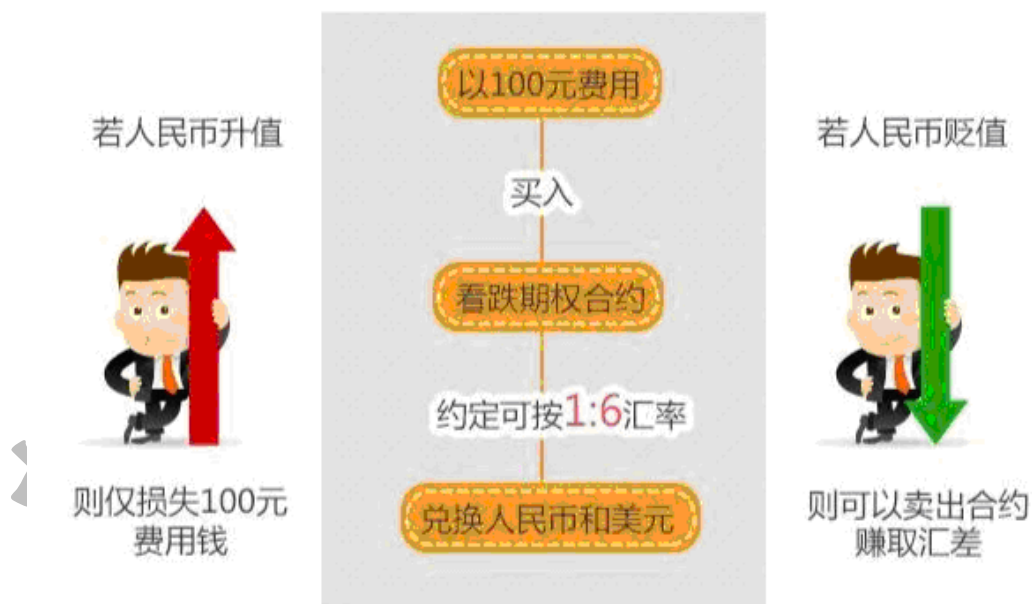 以100元费用
若人民币升值
若人民币贬值
买入
看跌期权合约
约定可按1:6汇率
则仅损失100元
费用钱
兑换人民币和美元
则可以卖出合约
赚取汇差